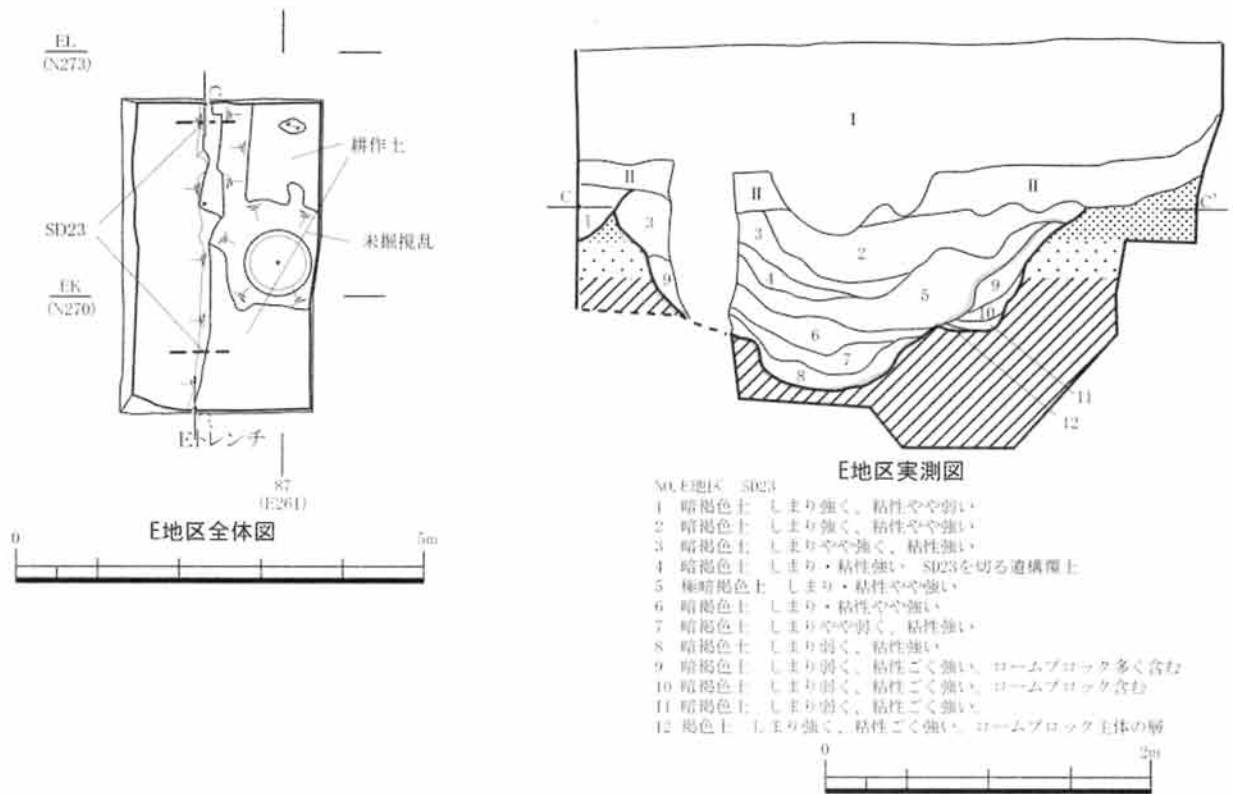 EL
(N273)
耕作土
SD23
未掘撹乱
EK
(N270)
Eトレンチ
87
(E261)
E地区全体図
0 5m
I
II
II
II
C
C'
1
3
3
2
4
5
9
9
10
6
7
8
11
12
E地区実測図
NO. E地区 SD23
1 暗褐色土 しまり強く、粘性やや弱い
2 暗褐色土 しまり強く、粘性やや強い
3 暗褐色土 しまりやや強く、粘性強い
4 暗褐色土 しまり・粘性強い SD23を切る遺構覆土
5 極暗褐色土 しまり・粘性やや強い
6 暗褐色土 しまり・粘性やや強い
7 暗褐色土 しまりやや弱く、粘性強い
8 暗褐色土 しまり弱く、粘性強い
9 暗褐色土 しまり弱く、粘性ごく強い、ロームブロック多く含む
10 暗褐色土 しまり弱く、粘性ごく強い、ロームブロック含む
11 暗褐色土 しまり弱く、粘性ごく強い、
12 褐色土 しまり強く、粘性ごく強い、ロームブロック主体の層
0 2m